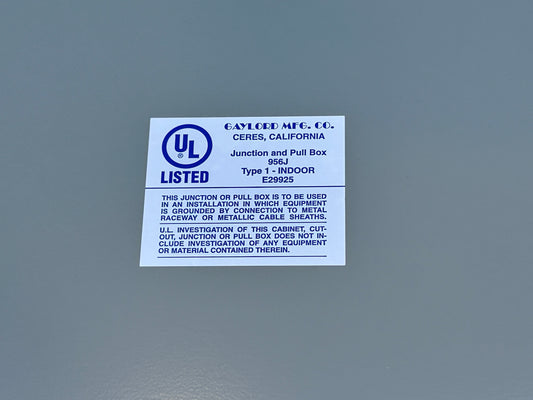 UL
®
LISTED
GAYLORD MFG. CO.
CERES, CALIFORNIA
Junction and Pull Box
956J
Type 1 - INDOOR
E29925
THIS JUNCTION OR PULL BOX IS TO BE USED
IN AN INSTALLATION IN WHICH EQUIPMENT
IS GROUNDED BY CONNECTION TO METAL
RACEWAY OR METALLIC CABLE SHEATHS.
U.L. INVESTIGATION OF THIS CABINET, CUT-
OUT, JUNCTION OR PULL BOX DOES NOT IN-
CLUDE INVESTIGATION OF ANY EQUIPMENT
OR MATERIAL CONTAINED THEREIN.